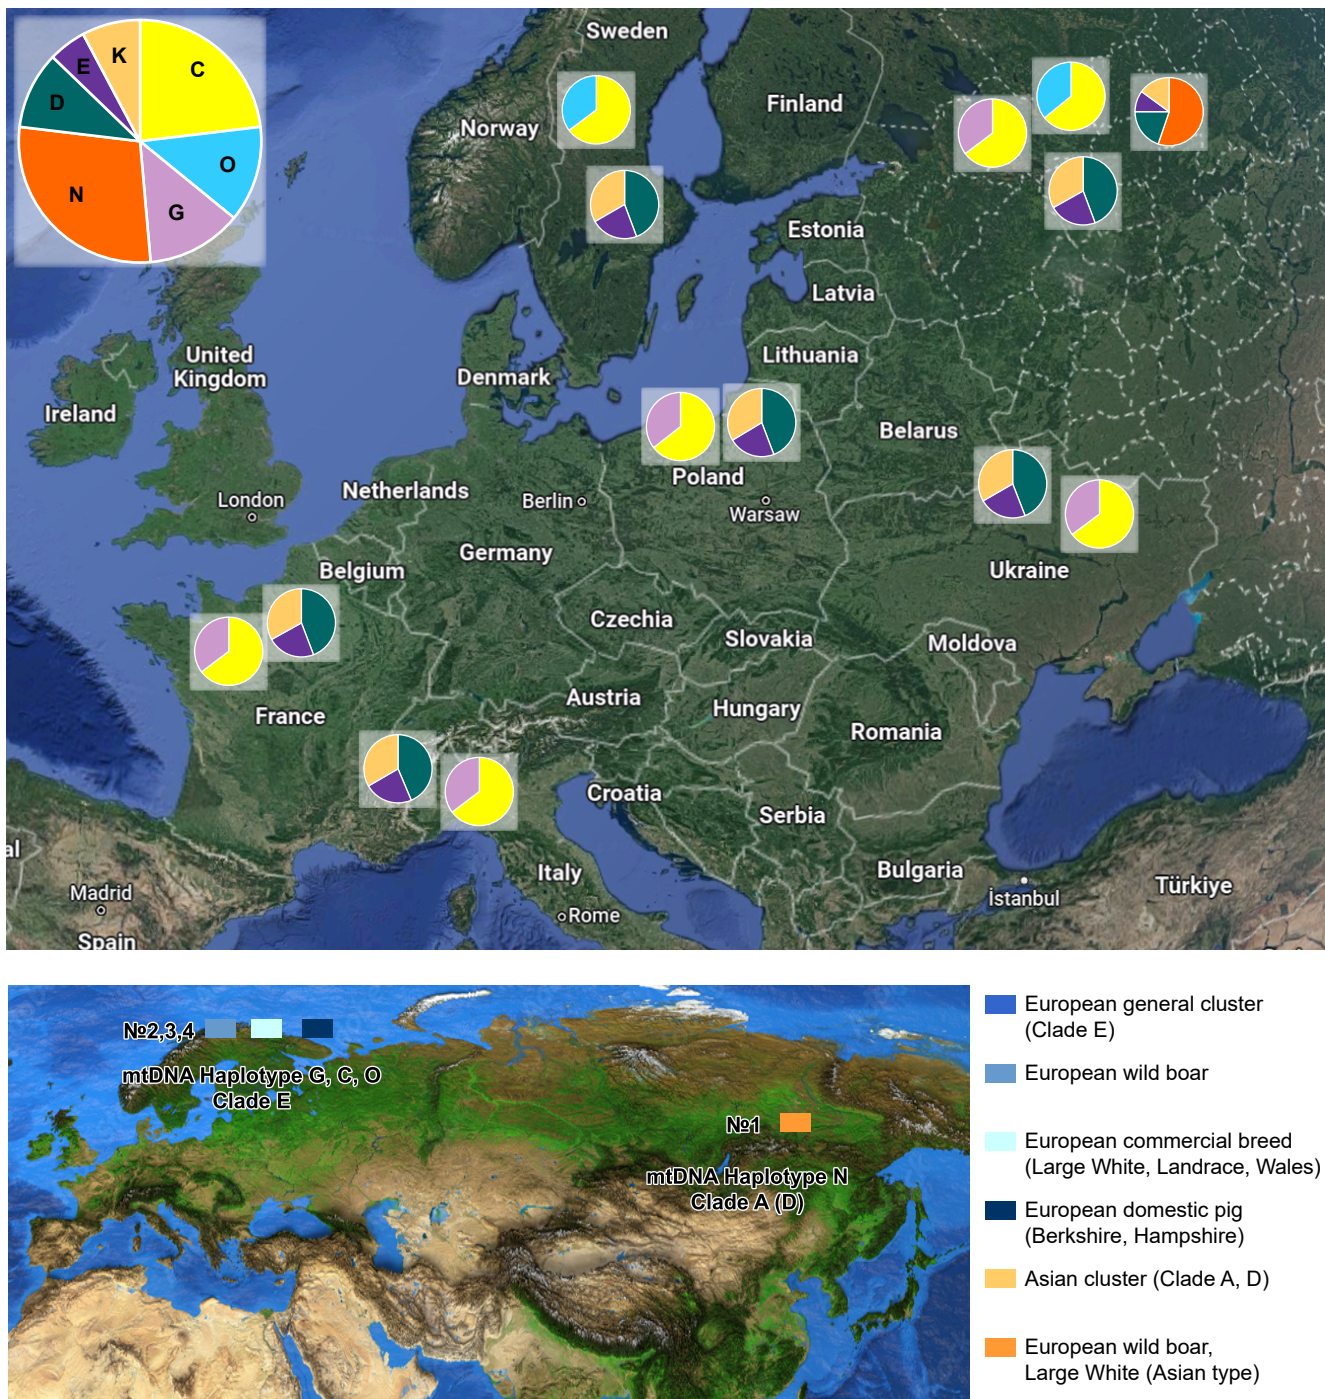 K
E
C
D
O
N
G
Sweden
Finland
Norway
Estonia
Latvia
Lithuania
United
Kingdom
Denmark
Ireland
Belarus
Poland
Netherlands
London
Berlin
Warsaw
Germany
Belgium
Ukraine
Czechia
Slovakia
Moldova
Austria
Hungary
France
Romania
Croatia
Serbia
al
Italy
Bulgaria
Türkiye
Madrid
İstanbul
Rome
Spain
№2,3,4
mtDNA Haplotype G, C, O
Clade E
№1
mtDNA Haplotype N
Clade A (D)
European general cluster
(Clade E)
European wild boar
European commercial breed
(Large White, Landrace, Wales)
European domestic pig
(Berkshire, Hampshire)
Asian cluster (Clade A, D)
European wild boar,
Large White (Asian type)